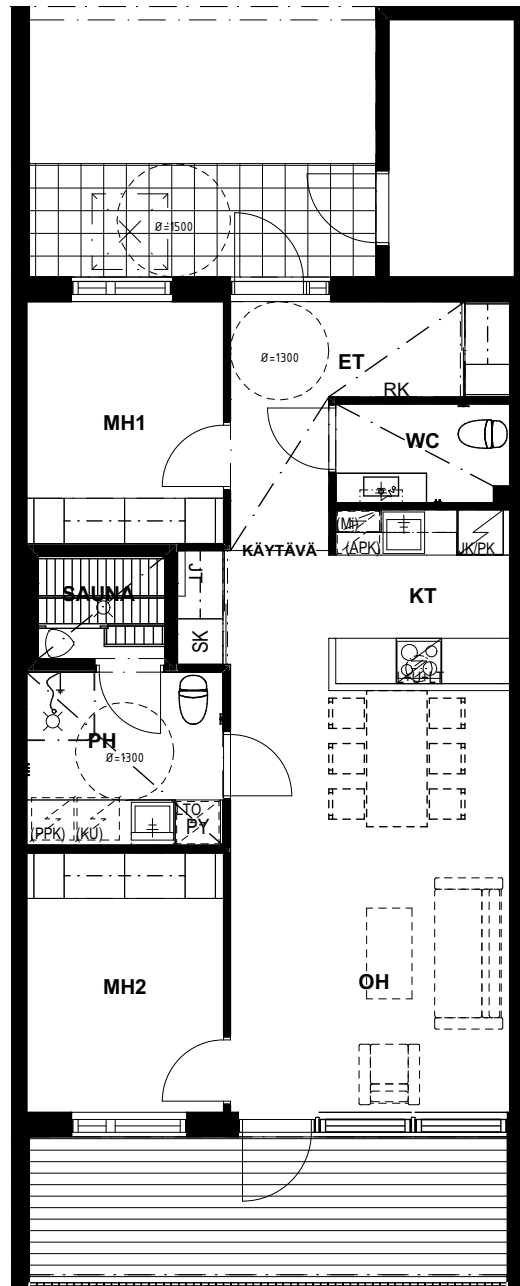 Ø=1500
Ø=1300
ET
RK
MH1
WC
(MI)
(APK)
JK/PK
KÄYTÄVÄ
JT
SAUNA
KT
SK
PH
Ø=1300
LTO
PY
(PPK) (KU)
MH2
OH